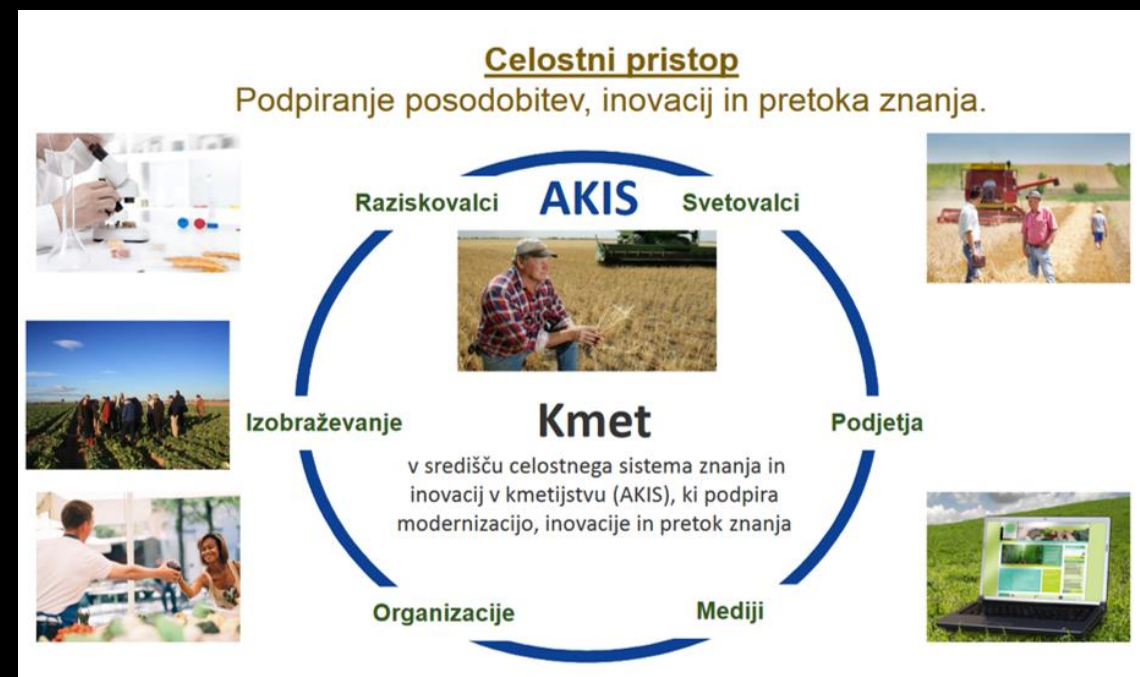 Celostni pristop
Podpiranje posodobitev, inovacij in pretoka znanja.
Raziskovalci
AKIS
Svetovalci
Izobraževanje
Kmet
Podjetja
v središču celostnega sistema znanja in
inovacij v kmetijstvu (AKIS), ki podpira
modernizacijo, inovacije in pretok znanja
Organizacije
Mediji